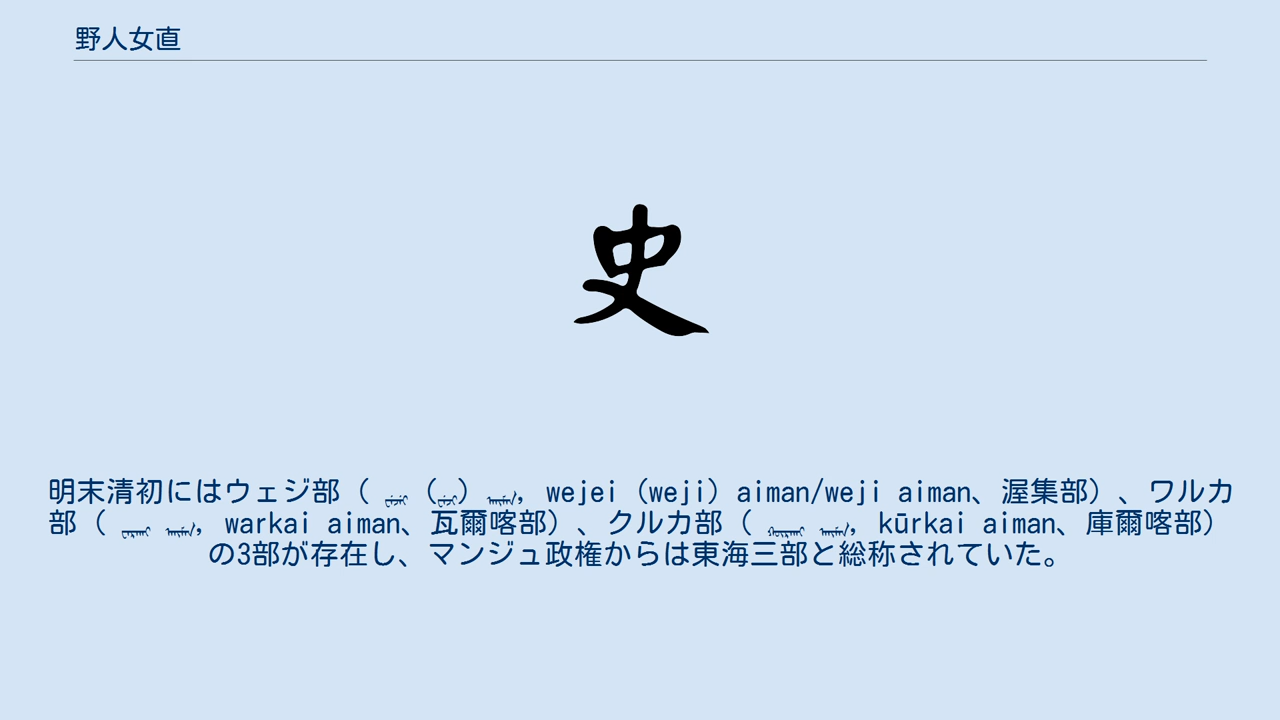 野人女直
史
明末清初にはウェジ部（ （）, wejei（weji）aiman/weji aiman、渥集部）、ワルカ
部（ , warkai aiman、瓦爾喀部）、クルカ部（ , kūrkai aiman、庫爾喀部）
の3部が存在し、マンジュ政権からは東海三部と総称されていた。